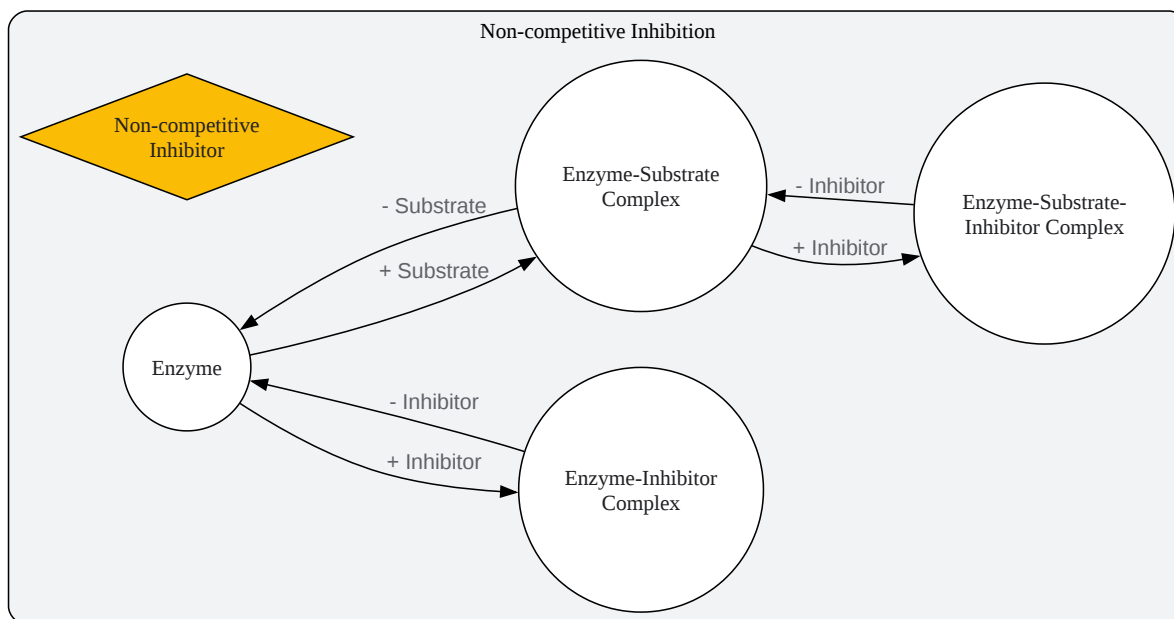 Non-competitive Inhibition
Non-competitive
Inhibitor
Enzyme-Substrate
Complex
- Inhibitor
Enzyme-Substrate-
Inhibitor Complex
- Substrate
+ Inhibitor
+ Substrate
Enzyme
- Inhibitor
+ Inhibitor
Enzyme-Inhibitor
Complex